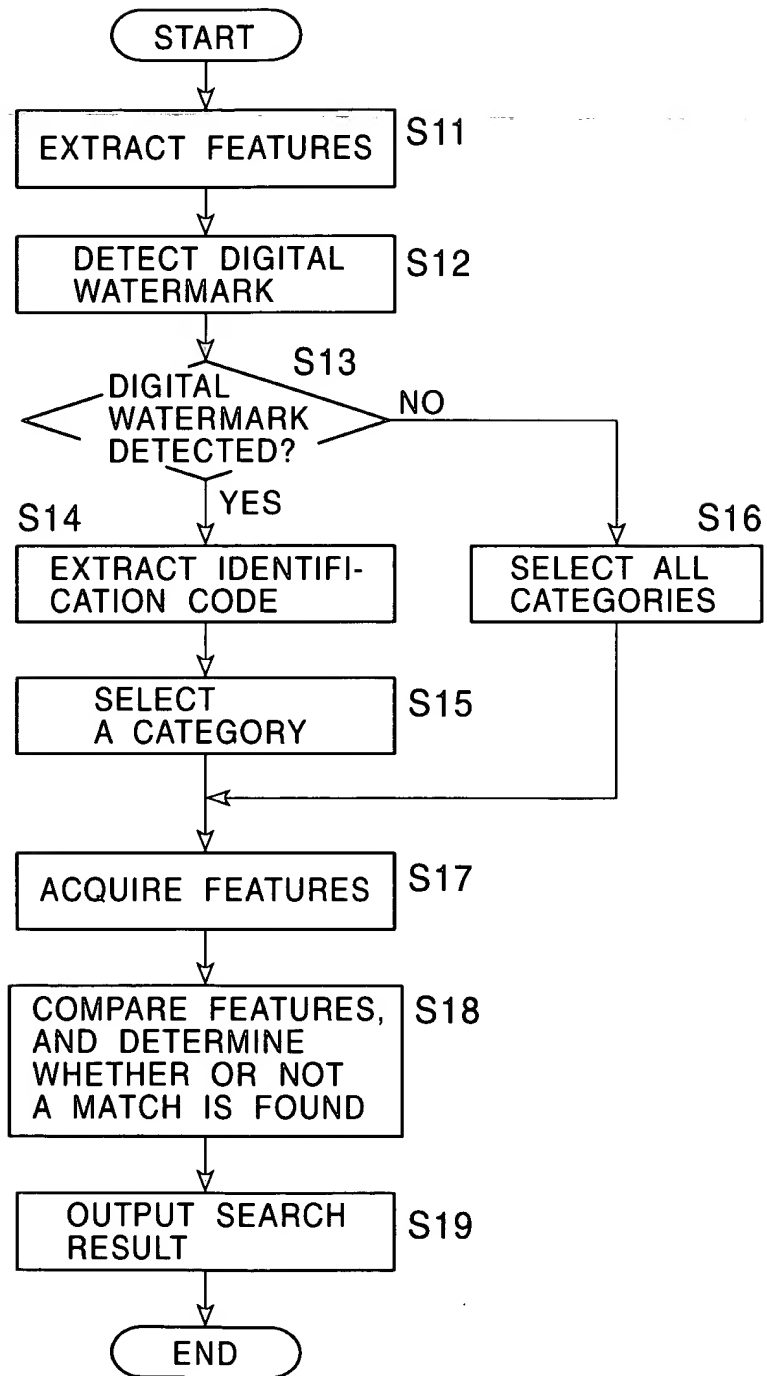 START
EXTRACT FEATURES
S11
DETECT DIGITAL
WATERMARK
S12
S13
DIGITAL
WATERMARK
DETECTED?
NO
YES
S14
EXTRACT IDENTIFI-
CATION CODE
S16
SELECT ALL
CATEGORIES
SELECT
A CATEGORY
S15
ACQUIRE FEATURES
S17
COMPARE FEATURES,
AND DETERMINE
WHETHER OR NOT
A MATCH IS FOUND
S18
OUTPUT SEARCH
RESULT
S19
END